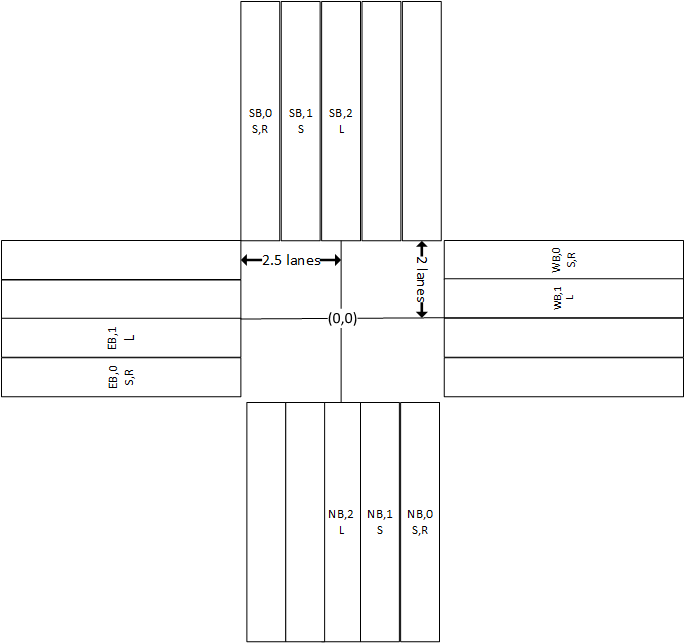 SB,0
S,R
SB,1
S
SB,2
L
2.5 lanes
2 lanes
WB,0
S,R
WB,1
L
(0,0)
EB,1
L
EB,0
S,R
NB,2
L
NB,1
S
NB,0
S,R